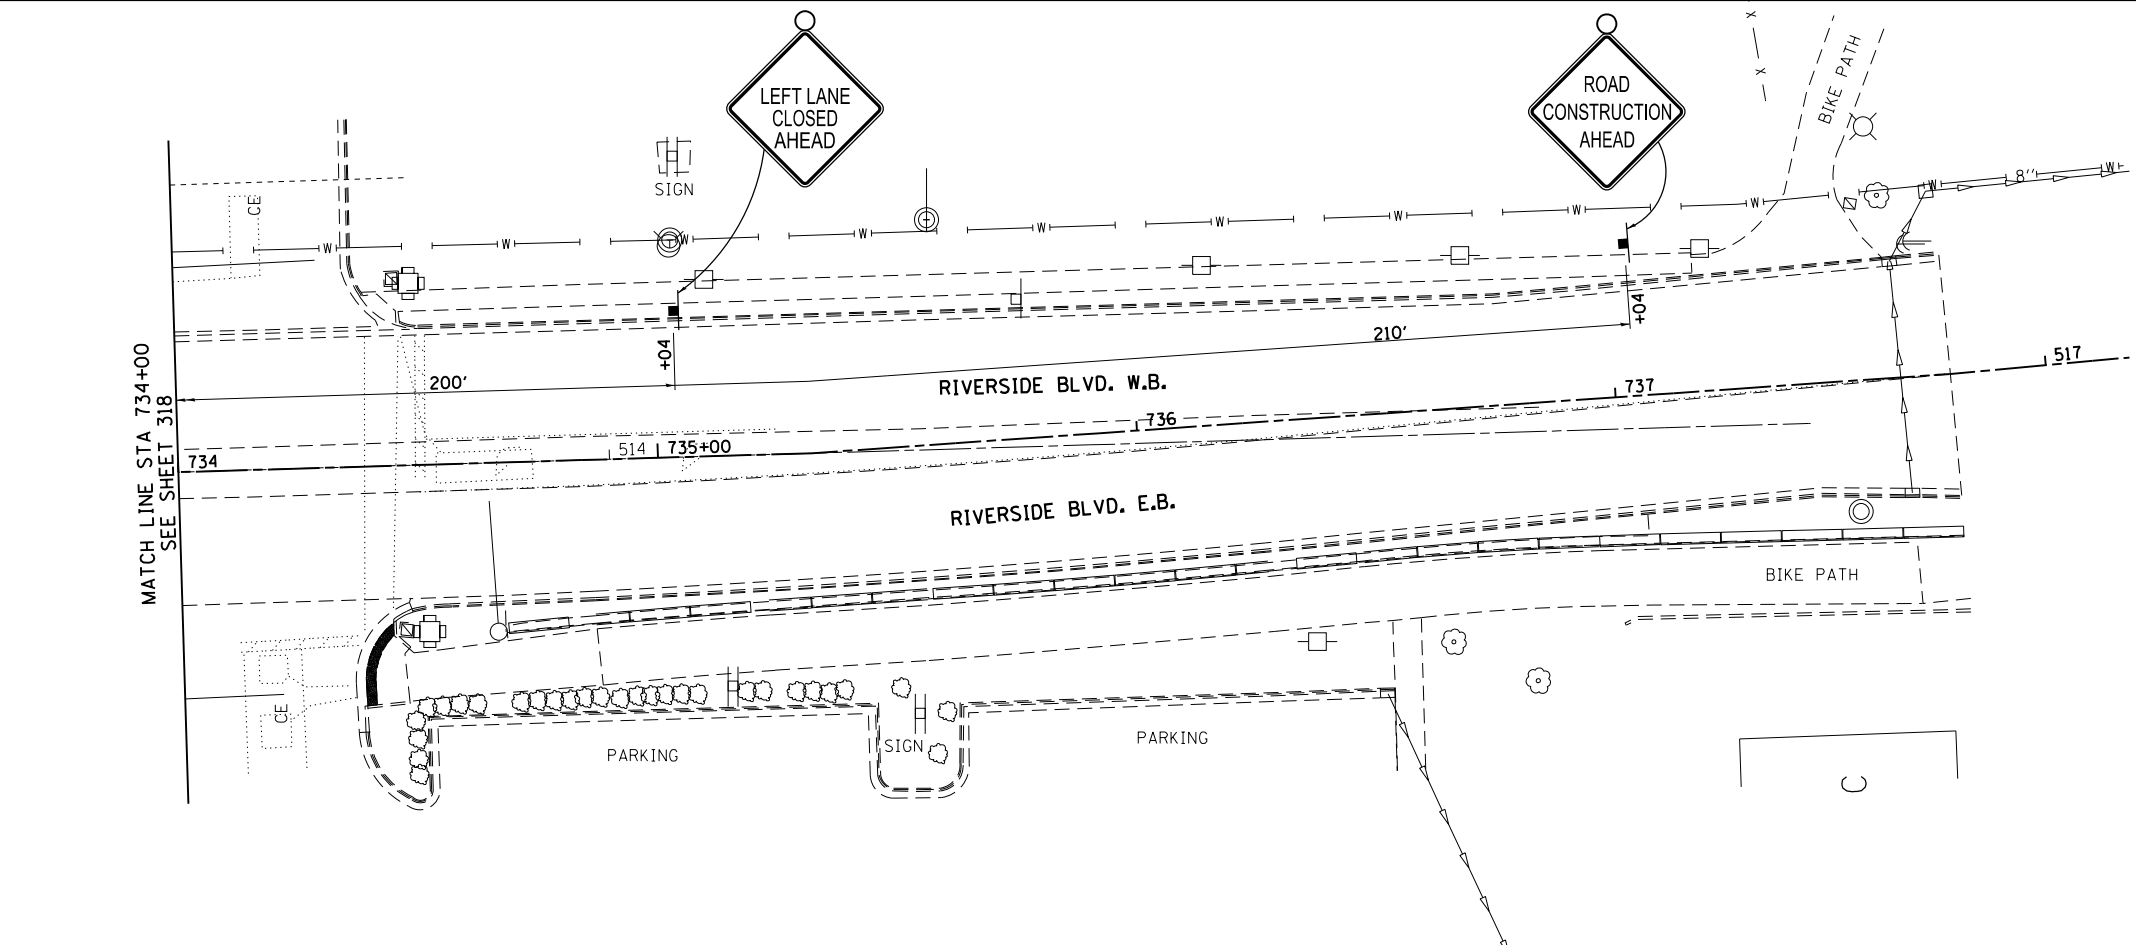 LEFT LANE
CLOSED
AHEAD
ROAD
CONSTRUCTION
AHEAD
X
X
BIKE PATH
SIGN
CE
W
W
W
W
W
W
W
W
W
W
8''
W
+04
+04
200'
210'
RIVERSIDE BLVD. W.B.
MATCH LINE STA 734+00
SEE SHEET 318
734
514
735+00
736
737
517
RIVERSIDE BLVD. E.B.
BIKE PATH
CE
SIGN
PARKING
PARKING